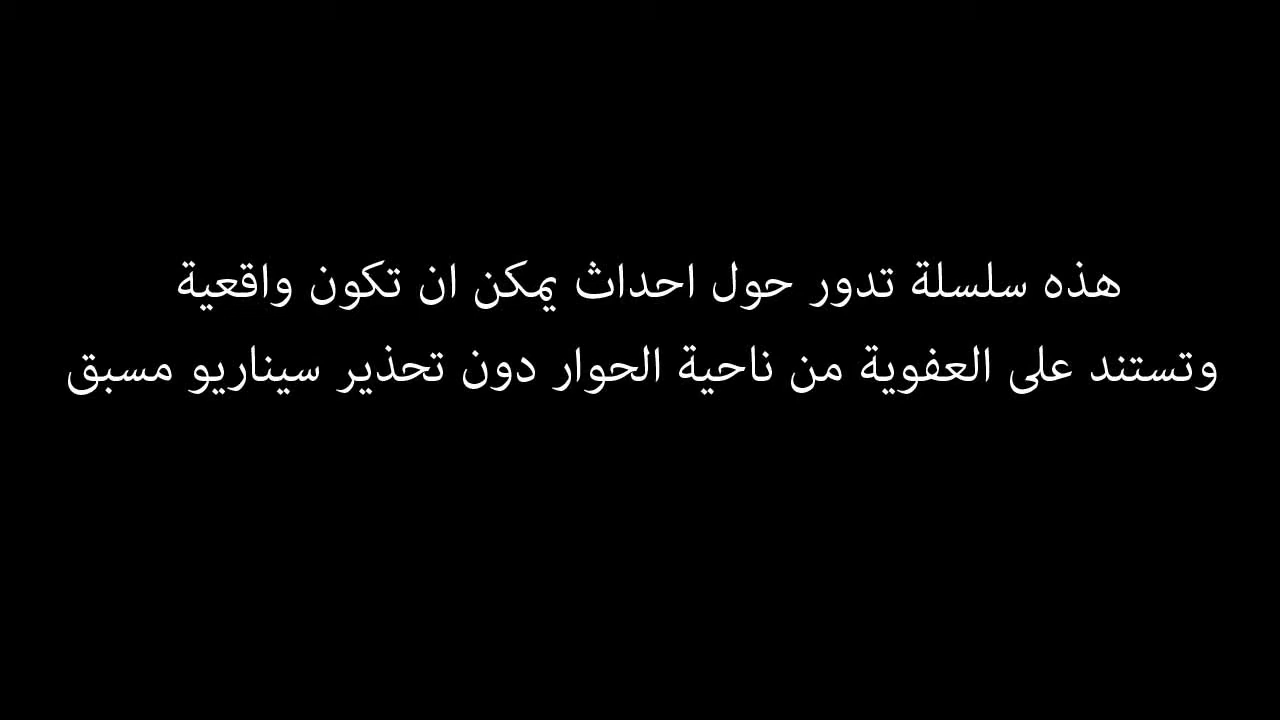 هذه سلسلة تدور حول احداث يمكن ان تكون واقعية
وتستند على العفوية من ناحية الحوار دون تحذير سيناريو مسبق